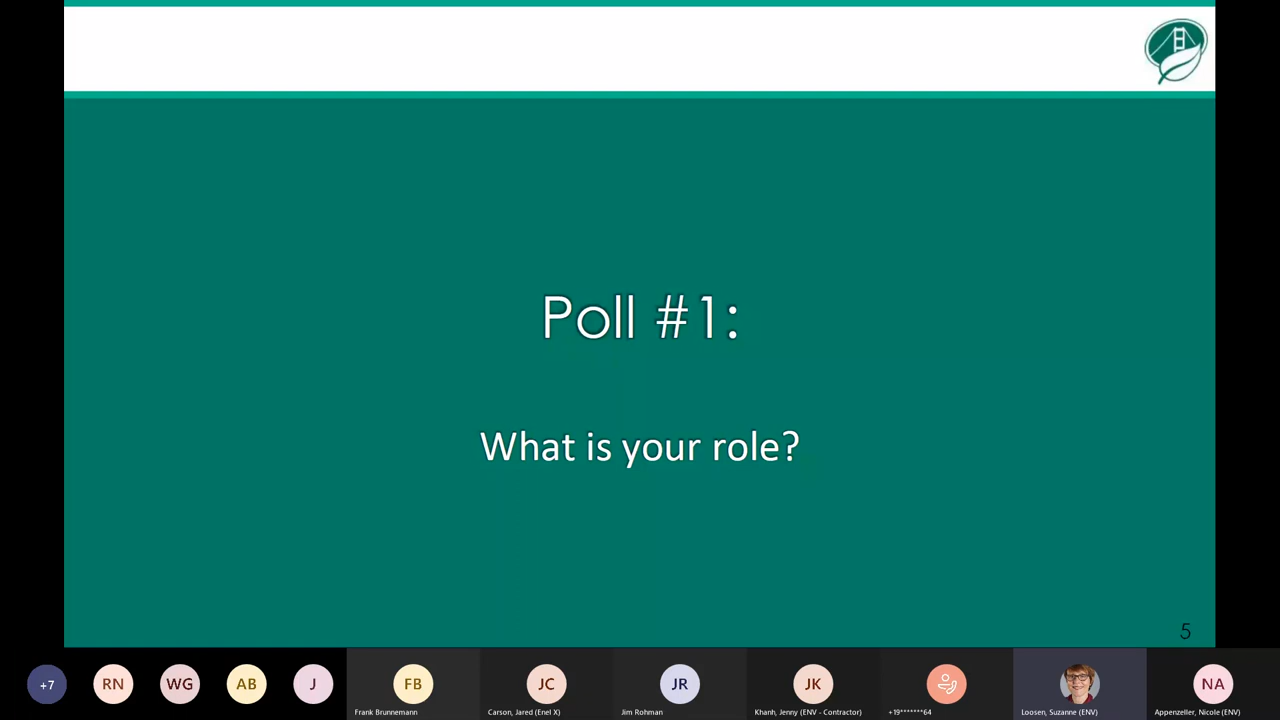 Poll #1:
What is your role?
5
+7
RN
WG
AB
J
FB
JC
JR
JK
NA
Frank Brunnemann
Carson, Jared (Enel X)
Jim Rohman
Khanh, Jenny (ENV - Contractor)
+19*******64
Loosen, Suzanne (ENV)
Appenzeller, Nicole (ENV)